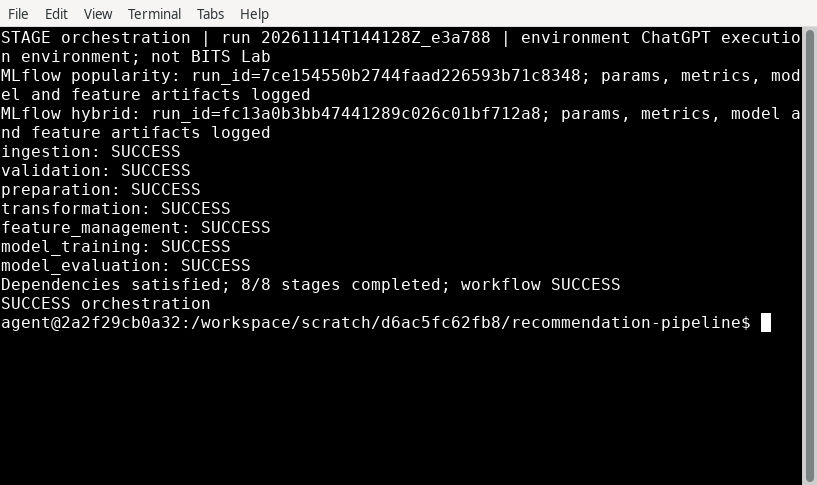 File Edit View Terminal Tabs Help
STAGE orchestration | run 20261114T144128Z_e3a788 | environment ChatGPT executio
n environment; not BITS Lab
MLflow popularity: run_id=7ce154550b2744faad226593b71c8348; params, metrics, mod
el and feature artifacts logged
MLflow hybrid: run_id=fc13a0b3bb47441289c026c01bf712a8; params, metrics, model a
nd feature artifacts logged
ingestion: SUCCESS
validation: SUCCESS
preparation: SUCCESS
transformation: SUCCESS
feature_management: SUCCESS
model_training: SUCCESS
model_evaluation: SUCCESS
Dependencies satisfied; 8/8 stages completed; workflow SUCCESS
SUCCESS orchestration
agent@2a2f29cb0a32:/workspace/scratch/d6ac5fc62fb8/recommendation-pipeline$